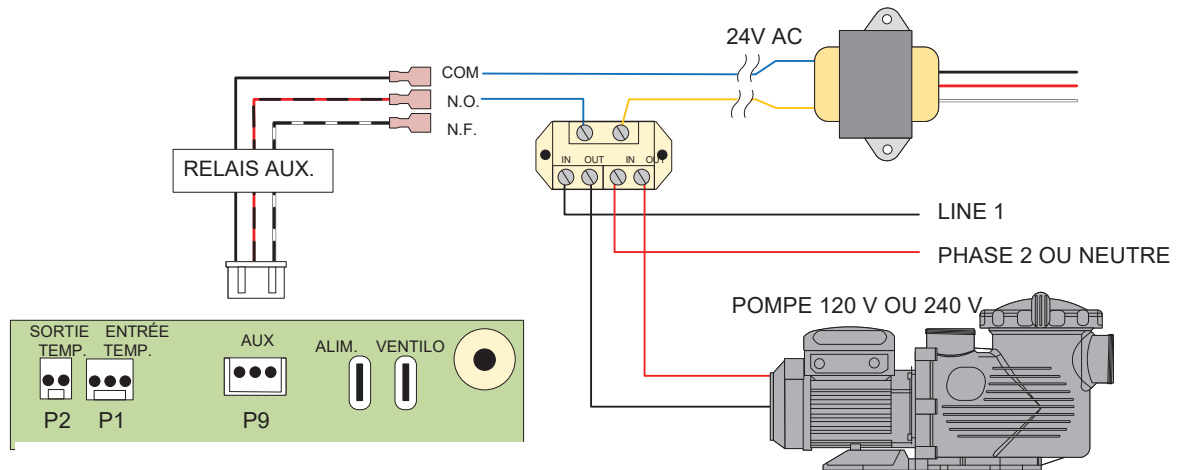 24V AC
COM
N.O.
N.F.
RELAIS AUX.
IN OUT IN OUT
LINE 1
PHASE 2 OU NEUTRE
POMPE 120 V OU 240 V
SORTIE TEMP.
ENTRÉE TEMP.
AUX
ALIM.
VENTILO
P2
P1
P9